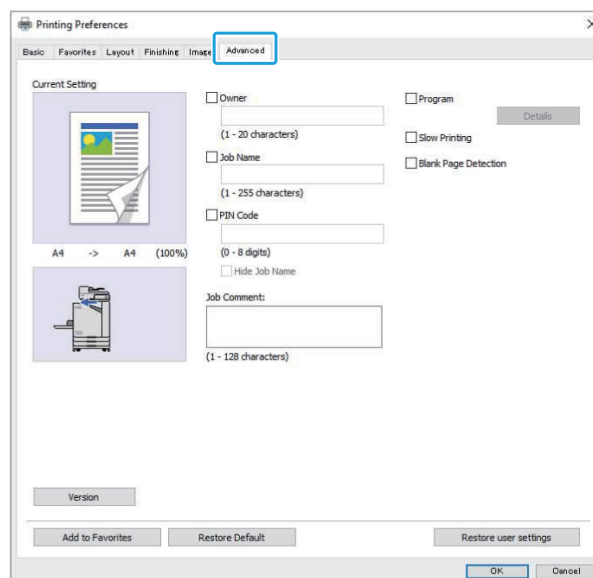 Printing Preferences
Basic Favorites Layout Finishing Image Advanced
Current Setting
A4 -> A4 (100%)
Owner
(1 - 20 characters)
Job Name
(1 - 255 characters)
PIN Code
(0 - 8 digits)
Hide Job Name
Job Comment:
(1 - 128 characters)
Program
Details
Slow Printing
Blank Page Detection
Version
Add to Favorites Restore Default Restore user settings
OK Cancel